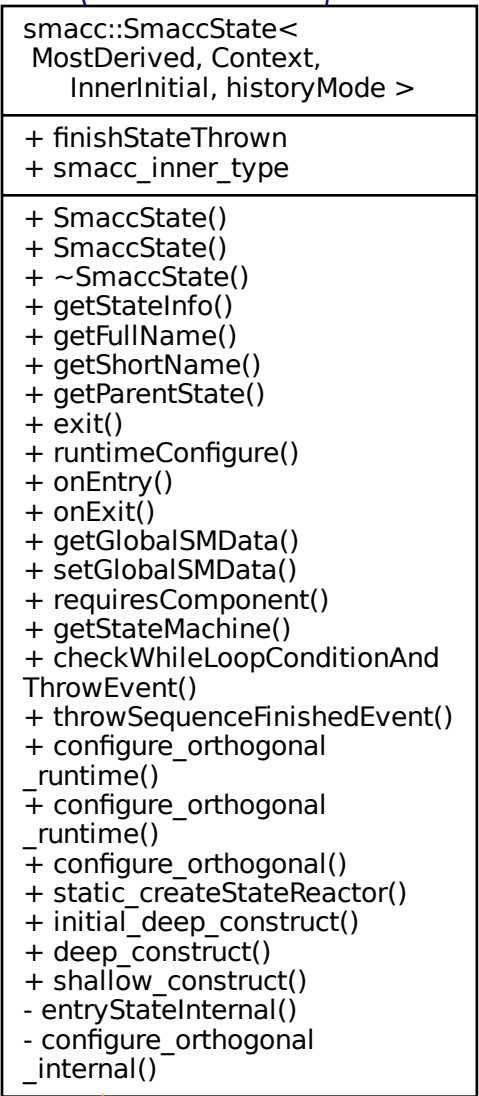 smacc::SmaccState<
MostDerived, Context,
InnerInitial, historyMode >
+ finishStateThrown
+ smacc_inner_type
+ SmaccState()
+ SmaccState()
+ ~SmaccState()
+ getStateInfo()
+ getFullName()
+ getShortName()
+ getParentState()
+ exit()
+ runtimeConfigure()
+ onEntry()
+ onExit()
+ getGlobalSMData()
+ setGlobalSMData()
+ requiresComponent()
+ getStateMachine()
+ checkWhileLoopConditionAnd
ThrowEvent()
+ throwSequenceFinishedEvent()
+ configure_orthogonal
_runtime()
+ configure_orthogonal
_runtime()
+ configure_orthogonal()
+ static_createStateReactor()
+ initial_deep_construct()
+ deep_construct()
+ shallow_construct()
- entryStateInternal()
- configure_orthogonal
_internal()